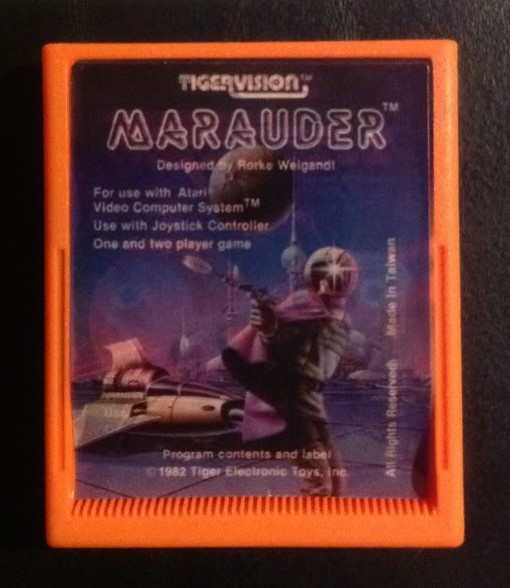 TIGERVISION™
MARAUDER™
Designed by Rorke Weigandt
For use with Atari
Video Computer System™
Use with Joystick Controller
One and two player game
All Rights Reserved Made in Taiwan
Program contents and label
©1982 Tiger Electronic Toys, Inc.